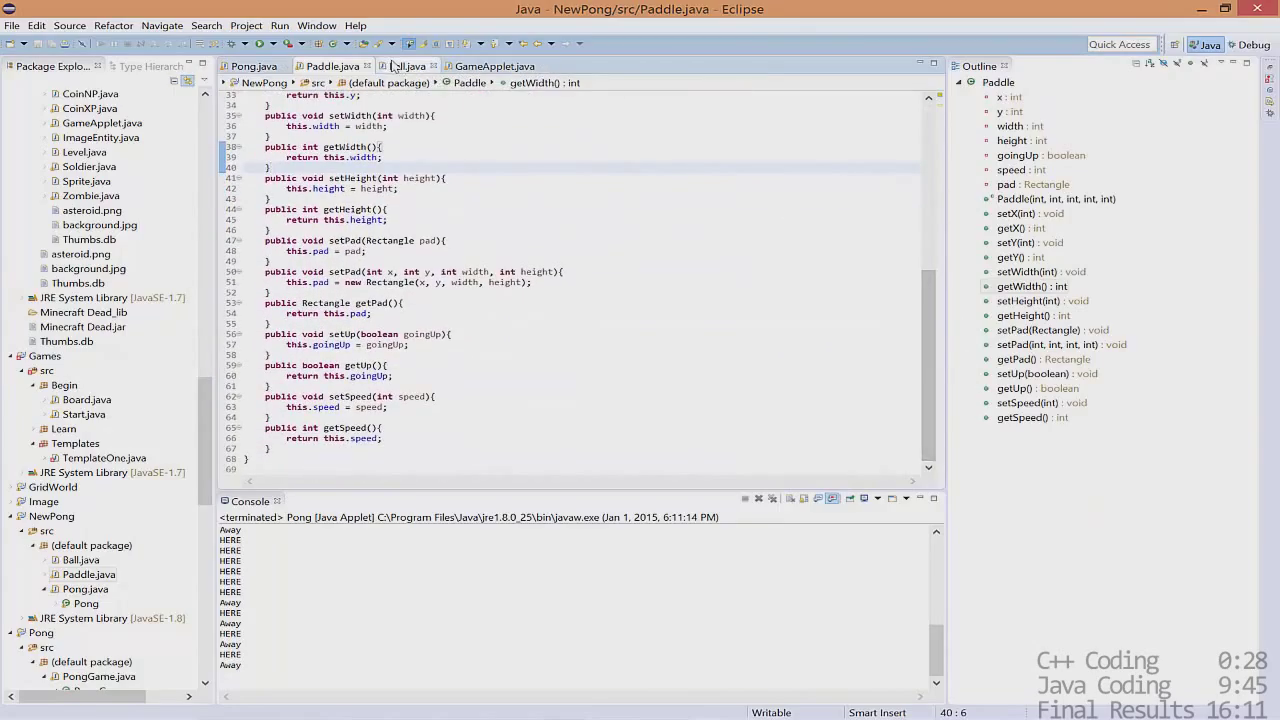 Java - NewPong/src/Paddle.java - Eclipse
File Edit Source Refactor Navigate Search Project Run Window Help
Quick Access Java Debug
Package Explo... Type Hierarch
CoinNP.java
CoinXP.java
GameApplet.java
ImageEntity.java
Level.java
Soldier.java
Sprite.java
Zombie.java
asteroid.png
background.jpg
Thumbs.db
asteroid.png
background.jpg
Thumbs.db
JRE System Library [JavaSE-1.7]
Minecraft Dead_lib
Minecraft Dead.jar
Thumbs.db
Games
src
Begin
Board.java
Start.java
Learn
Templates
TemplateOne.java
JRE System Library [JavaSE-1.7]
GridWorld
Image
NewPong
src
(default package)
Ball.java
Paddle.java
Pong.java
Pong
JRE System Library [JavaSE-1.8]
Pong
src
(default package)
PongGame.java
Pong.java Paddle.java Ball.java GameApplet.java
NewPong src (default package) Paddle getWidth() : int
33 return this.y;
34 }
35 public void setWidth(int width){
36 this.width = width;
37 }
38 public int getWidth(){
39 return this.width;
40 }
41 public void setHeight(int height){
42 this.height = height;
43 }
44 public int getHeight(){
45 return this.height;
46 }
47 public void setPad(Rectangle pad){
48 this.pad = pad;
49 }
50 public void setPad(int x, int y, int width, int height){
51 this.pad = new Rectangle(x, y, width, height);
52 }
53 public Rectangle getPad(){
54 return this.pad;
55 }
56 public void setUp(boolean goingUp){
57 this.goingUp = goingUp;
58 }
59 public boolean getUp(){
60 return this.goingUp;
61 }
62 public void setSpeed(int speed){
63 this.speed = speed;
64 }
65 public int getSpeed(){
66 return this.speed;
67 }
68 }
69
Console
<terminated> Pong [Java Applet] C:\Program Files\Java\jre1.8.0_25\bin\javaw.exe (Jan 1, 2015, 6:11:14 PM)
Away
HERE
HERE
HERE
HERE
HERE
HERE
Away
HERE
Away
HERE
Away
HERE
Away
Outline
Paddle
x : int
y : int
width : int
height : int
goingUp : boolean
speed : int
pad : Rectangle
Paddle(int, int, int, int, int)
setX(int) : void
getX() : int
setY(int) : void
getY() : int
setWidth(int) : void
getWidth() : int
setHeight(int) : void
getHeight() : int
setPad(Rectangle) : void
setPad(int, int, int, int) : void
getPad() : Rectangle
setUp(boolean) : void
getUp() : boolean
setSpeed(int) : void
getSpeed() : int
C++ Coding 0:28
Java Coding 9:45
Final Results 16:11
Writable Smart Insert 40 : 6